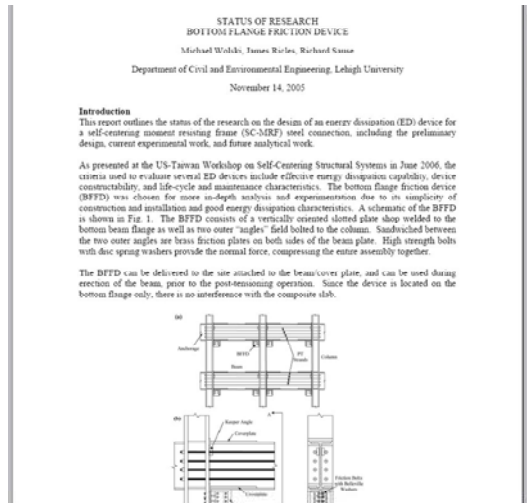 STATUS OF RESEARCH
BOTTOM FLANGE FRICTION DEVICE
Michael Wolski, James Ricles, Richard Sause
Department of Civil and Environmental Engineering, Lehigh University
November 14, 2005
Introduction
This report outlines the status of the research on the design of an energy dissipation (ED) device for
a self-centering moment resisting frame (SC-MRF) steel connection, including the preliminary
design, current experimental work, and future analytical work.
As presented at the US-Taiwan Workshop on Self-Centering Structural Systems in June 2006, the
criteria used to evaluate several ED devices include effective energy dissipation capability, device
constructability, and life-cycle and maintenance characteristics. The bottom flange friction device
(BFFD) was chosen for more in-depth analysis and experimentation due to its simplicity of
construction and installation and good energy dissipation characteristics. A schematic of the BFFD
is shown in Fig. 1. The BFFD consists of a vertically oriented slotted plate shop welded to the
bottom beam flange as well as two outer "angles" field bolted to the column. Sandwiched between
the two outer angles are brass friction plates on both sides of the beam plate. High strength bolts
with disc spring washers provide the normal force, compressing the entire assembly together.
The BFFD can be delivered to the site attached to the beam/cover plate, and can be used during
erection of the beam, prior to the post-tensioning operation. Since the device is located on the
bottom flange only, there is no interference with the composite slab.
(a)
Anchorage
BFFD
PT
Strands
Column
Beam
(b)
Keeper Angle
Coverplate
A
Friction Bolts
with Belleville
Washers
Coverplate